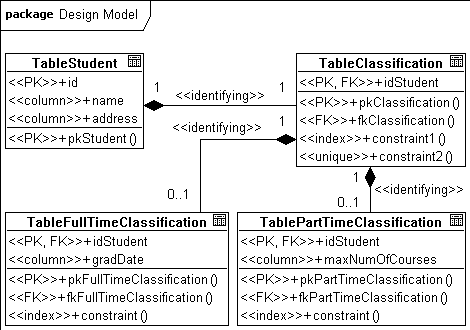 package Design Model
TableStudent
<<PK>>+id
<<column>>+name
<<column>>+address
<<PK>>+pkStudent()
1
<<identifying>>
1
TableClassification
<<PK, FK>>+idStudent
<<PK>>+pkClassification()
<<FK>>+fkClassification()
<<index>>+constraint1()
<<unique>>+constraint2()
<<identifying>>
1
0..1
1
<<identifying>>
0..1
TableFullTimeClassification
<<PK, FK>>+idStudent
<<column>>+gradDate
<<PK>>+pkFullTimeClassification()
<<FK>>+fkFullTimeClassification()
<<index>>+constraint()
TablePartTimeClassification
<<PK, FK>>+idStudent
<<column>>+maxNumOfCourses
<<PK>>+pkPartTimeClassification()
<<FK>>+fkPartTimeClassification()
<<index>>+constraint()